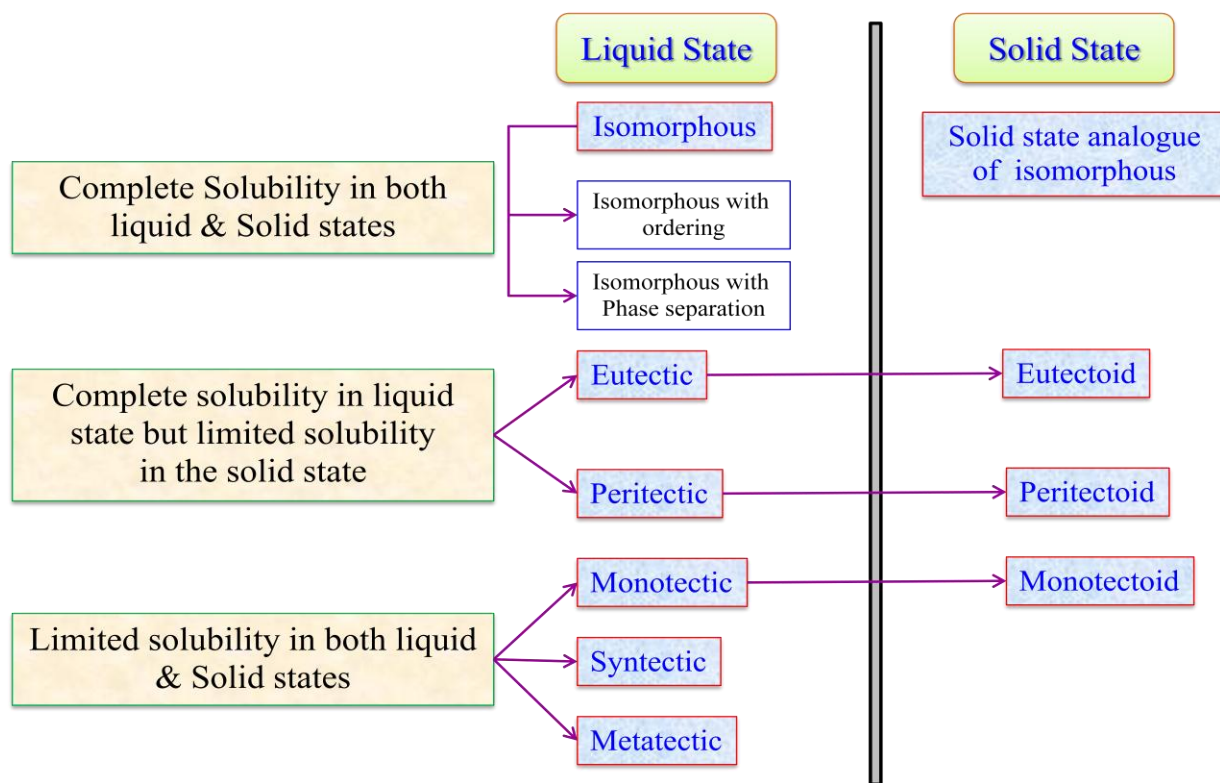 Liquid State
Solid State
Isomorphous
Solid state analogue
of isomorphous
Complete Solubility in both
liquid & Solid states
Isomorphous with
ordering
Isomorphous with
Phase separation
Complete solubility in liquid
state but limited solubility
in the solid state
Eutectic
Eutectoid
Peritectic
Peritectoid
Limited solubility in both liquid
& Solid states
Monotectic
Monotectoid
Syntectic
Metatectic